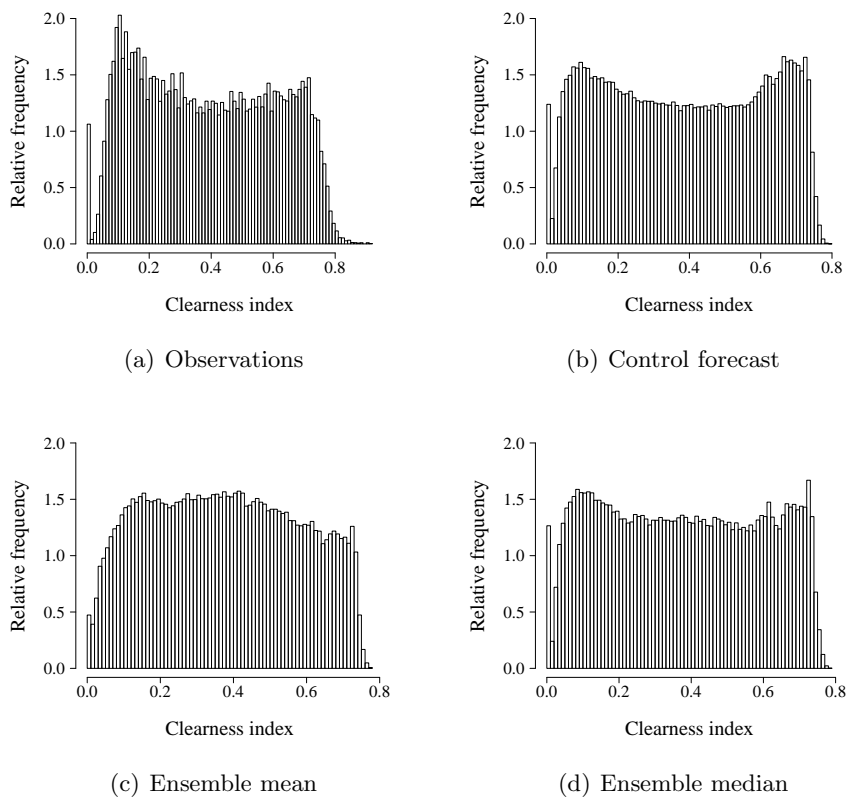 2.0
1.5
1.0
0.5
0.0
Relative frequency
0.0 0.2 0.4 0.6 0.8
Clearness index
(a) Observations
2.0
1.5
1.0
0.5
0.0
Relative frequency
0.0 0.2 0.4 0.6 0.8
Clearness index
(b) Control forecast
2.0
1.5
1.0
0.5
0.0
Relative frequency
0.0 0.2 0.4 0.6 0.8
Clearness index
(c) Ensemble mean
2.0
1.5
1.0
0.5
0.0
Relative frequency
0.0 0.2 0.4 0.6 0.8
Clearness index
(d) Ensemble median